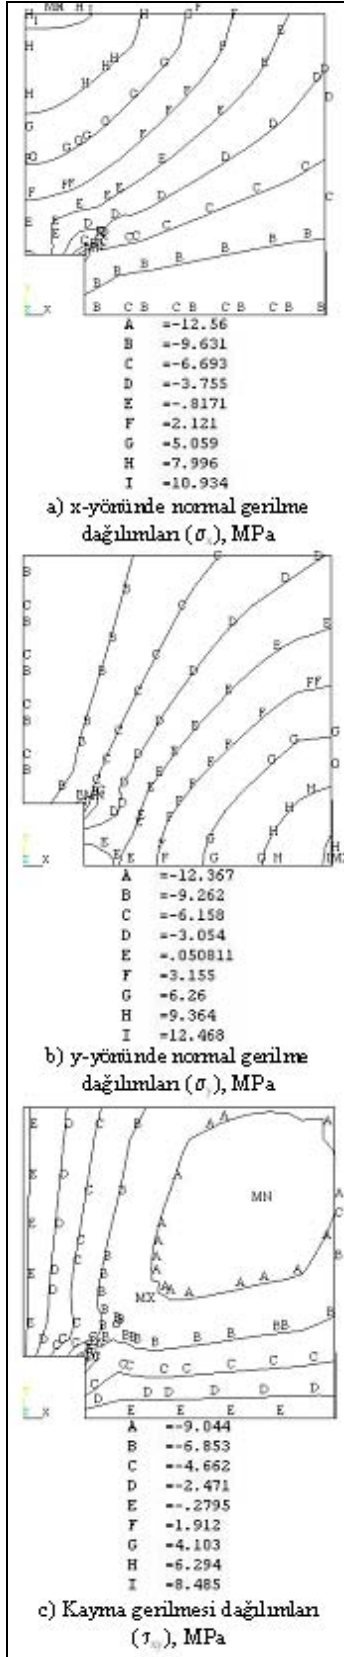 A =-12.56
B =-9.631
C =-6.693
D =-3.755
E =-.8171
F =2.121
G =5.059
H =7.996
I =10.934
a) x-yönünde normal gerilme
dağılımları (σx), MPa
A =-12.367
B =-9.262
C =-6.158
D =-3.054
E =.050811
F =3.155
G =6.26
H =9.364
I =12.468
b) y-yönünde normal gerilme
dağılımları (σy), MPa
MN
MX
A =-9.044
B =-6.853
C =-4.662
D =-2.471
E =-.2795
F =1.912
G =4.103
H =6.294
I =8.485
c) Kayma gerilmesi dağılımları
(τxy), MPa